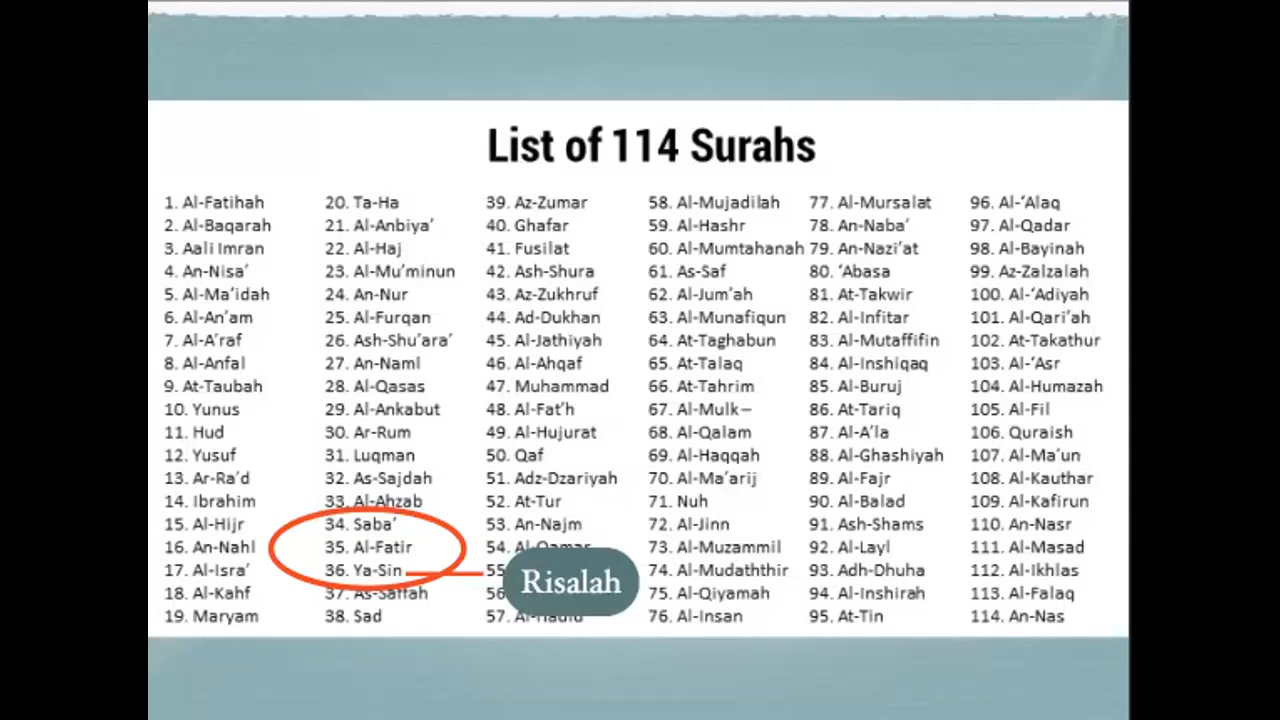 List of 114 Surahs
1. Al-Fatihah
2. Al-Baqarah
3. Aali Imran
4. An-Nisa’
5. Al-Ma’idah
6. Al-An’am
7. Al-A’raf
8. Al-Anfal
9. At-Taubah
10. Yunus
11. Hud
12. Yusuf
13. Ar-Ra’d
14. Ibrahim
15. Al-Hijr
16. An-Nahl
17. Al-Isra’
18. Al-Kahf
19. Maryam
20. Ta-Ha
21. Al-Anbiya’
22. Al-Haj
23. Al-Mu’minun
24. An-Nur
25. Al-Furqan
26. Ash-Shu’ara’
27. An-Naml
28. Al-Qasas
29. Al-Ankabut
30. Ar-Rum
31. Luqman
32. As-Sajdah
33. Al-Ahzab
34. Saba’
35. Al-Fatir
36. Ya-Sin
37. As-Saffah
38. Sad
39. Az-Zumar
40. Ghafar
41. Fusilat
42. Ash-Shura
43. Az-Zukhruf
44. Ad-Dukhan
45. Al-Jathiyah
46. Al-Ahqaf
47. Muhammad
48. Al-Fat’h
49. Al-Hujurat
50. Qaf
51. Adz-Dzariyah
52. At-Tur
53. An-Najm
54. Al-Qamar
55
56
57. Al-Hadid
Risalah
58. Al-Mujadilah
59. Al-Hashr
60. Al-Mumtahanah
61. As-Saf
62. Al-Jum’ah
63. Al-Munafiqun
64. At-Taghabun
65. At-Talaq
66. At-Tahrim
67. Al-Mulk–
68. Al-Qalam
69. Al-Haqqah
70. Al-Ma’arij
71. Nuh
72. Al-Jinn
73. Al-Muzammil
74. Al-Mudaththir
75. Al-Qiyamah
76. Al-Insan
77. Al-Mursalat
78. An-Naba’
79. An-Nazi’at
80. ‘Abasa
81. At-Takwir
82. Al-Infitar
83. Al-Mutaffifin
84. Al-Inshiqaq
85. Al-Buruj
86. At-Tariq
87. Al-A’la
88. Al-Ghashiyah
89. Al-Fajr
90. Al-Balad
91. Ash-Shams
92. Al-Layl
93. Adh-Dhuha
94. Al-Inshirah
95. At-Tin
96. Al-‘Alaq
97. Al-Qadar
98. Al-Bayinah
99. Az-Zalzalah
100. Al-‘Adiyah
101. Al-Qari’ah
102. At-Takathur
103. Al-‘Asr
104. Al-Humazah
105. Al-Fil
106. Quraish
107. Al-Ma’un
108. Al-Kauthar
109. Al-Kafirun
110. An-Nasr
111. Al-Masad
112. Al-Ikhlas
113. Al-Falaq
114. An-Nas